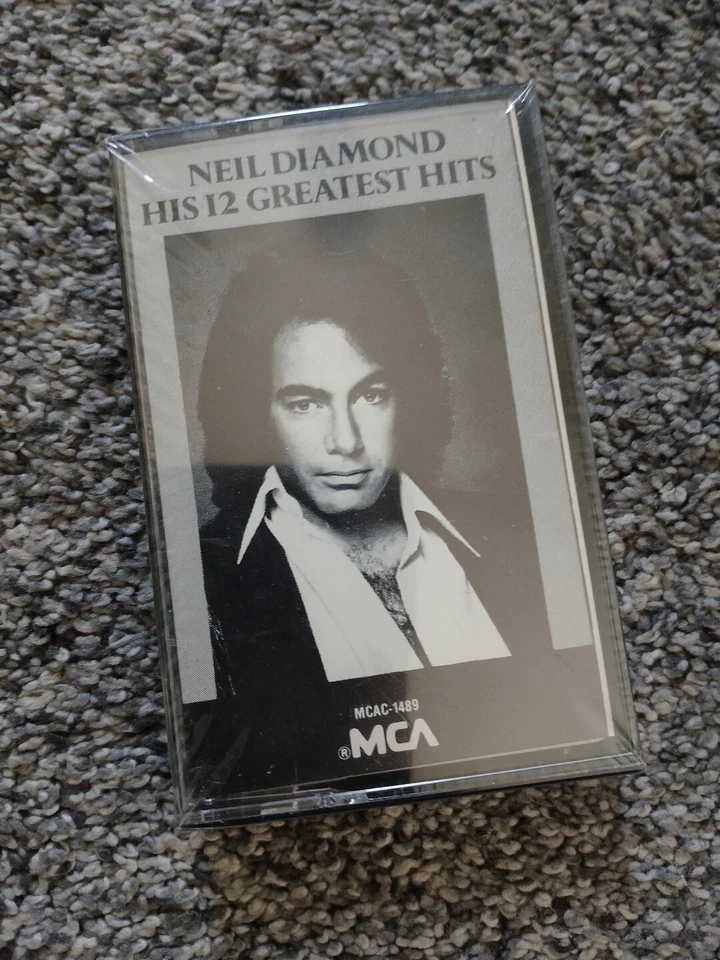 NEIL DIAMOND
HIS 12 GREATEST HITS
MCAC-1489
®MCA